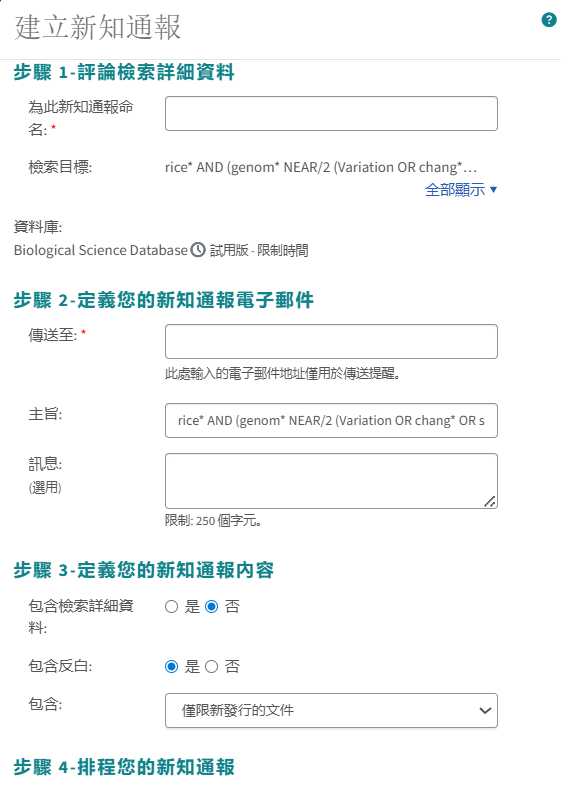 建立新知通報
?
步驟 1-評論檢索詳細資料
為此新知通報命
名: *
檢索目標:
rice* AND (genom* NEAR/2 (Variation OR chang*…
全部顯示 ▼
資料庫:
Biological Science Database 試用版 - 限制時間
步驟 2-定義您的新知通報電子郵件
傳送至: *
此處輸入的電子郵件地址僅用於傳送提醒。
主旨:
rice* AND (genom* NEAR/2 (Variation OR chang* OR s
訊息:
(選用)
限制: 250 個字元。
步驟 3-定義您的新知通報內容
包含檢索詳細資
料:
是 否
包含反白:
是 否
包含:
僅限新發行的文件
步驟 4-排程您的新知通報